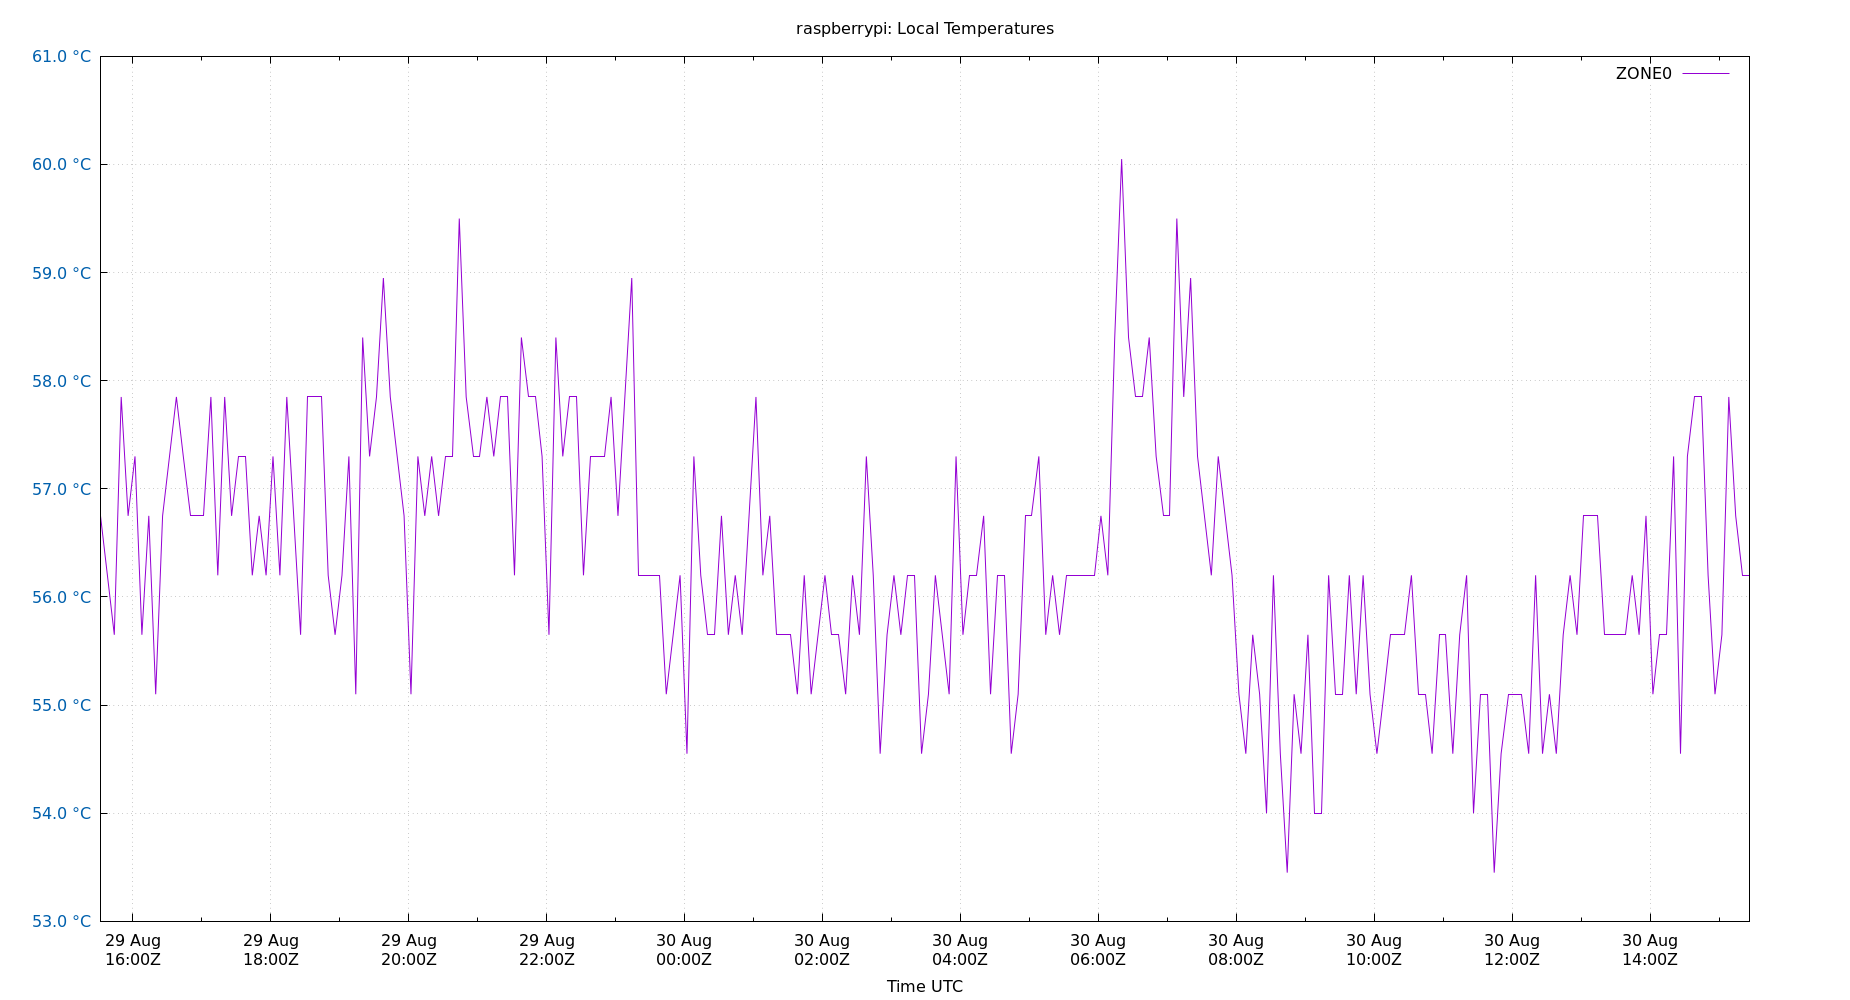 raspberrypi: Local Temperatures
61.0 °C
ZONE0
60.0 °C
59.0 °C
58.0 °C
57.0 °C
56.0 °C
55.0 °C
54.0 °C
53.0 °C
29 Aug 29 Aug 29 Aug 29 Aug 30 Aug 30 Aug 30 Aug 30 Aug 30 Aug 30 Aug 30 Aug 30 Aug
16:00Z 18:00Z 20:00Z 22:00Z 00:00Z 02:00Z 04:00Z 06:00Z 08:00Z 10:00Z 12:00Z 14:00Z
Time UTC